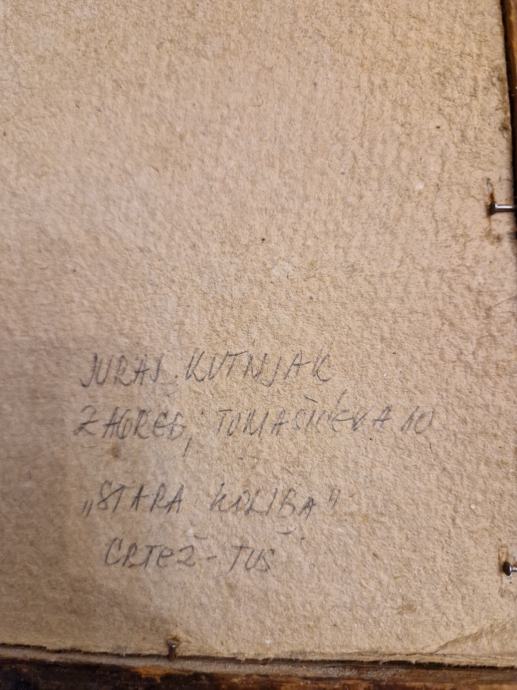 JURAJ KUTNJAK
ZAGREB, TOMAŠIĆEVA 10
„STARA KOLIBA"
CRTEŽ - TUŠ